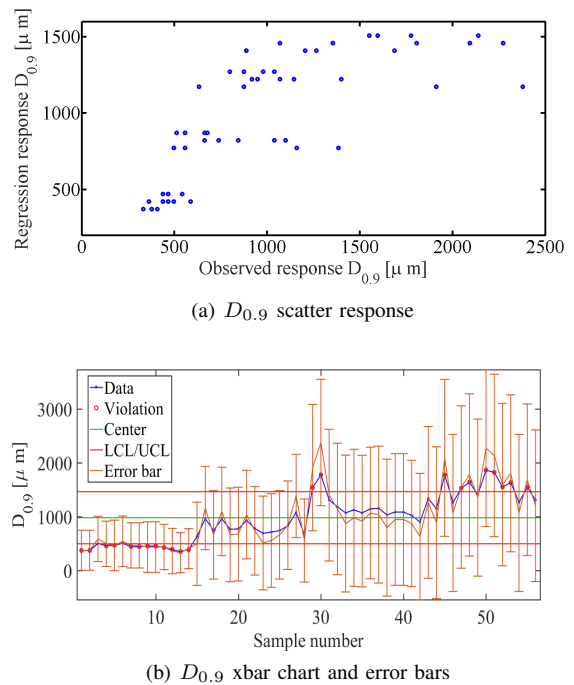 1500
1000
500
0
500
1000
1500
2000
2500
Regression response D0.9 [μ m]
Observed response D0.9 [μ m]
(a) D0.9 scatter response
Data
Violation
Center
LCL/UCL
Error bar
3000
2000
1000
0
D0.9 [μ m]
10
20
30
40
50
Sample number
(b) D0.9 xbar chart and error bars